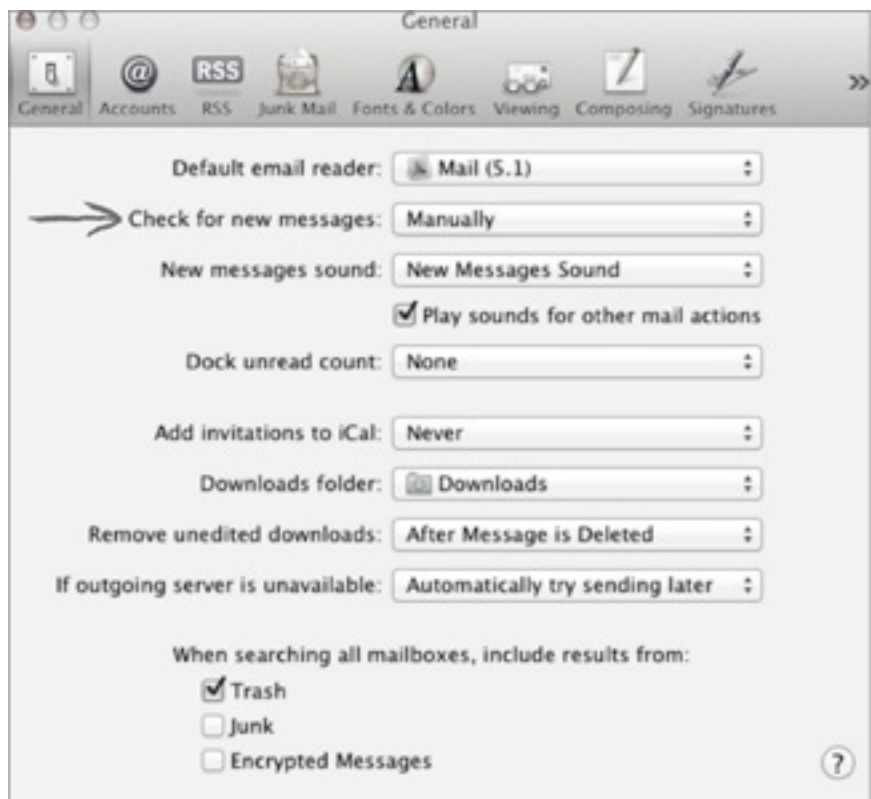 General
General Accounts RSS RSS Junk Mail Fonts & Colors Viewing Composing Signatures
Default email reader: Mail (5.1)
Check for new messages: Manually
New messages sound: New Messages Sound
Play sounds for other mail actions
Dock unread count: None
Add invitations to iCal: Never
Downloads folder: Downloads
Remove unedited downloads: After Message is Deleted
If outgoing server is unavailable: Automatically try sending later
When searching all mailboxes, include results from:
Trash
Junk
Encrypted Messages